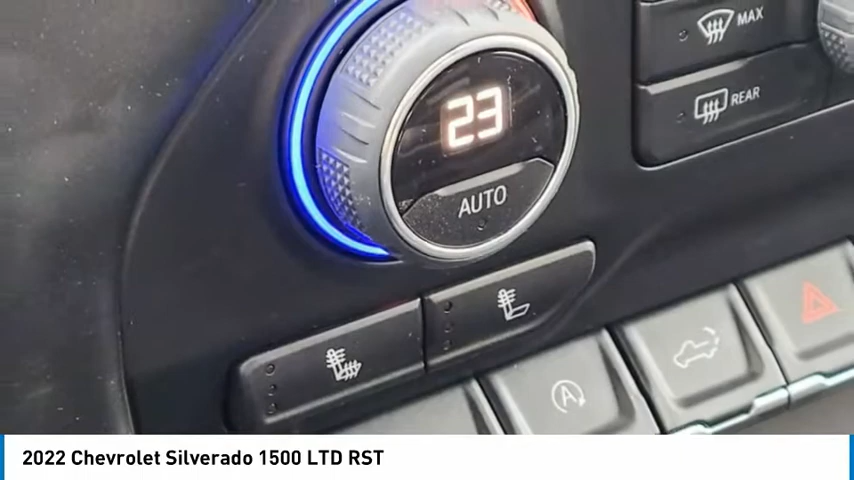 MAX
REAR
23
AUTO
A
2022 Chevrolet Silverado 1500 LTD RST